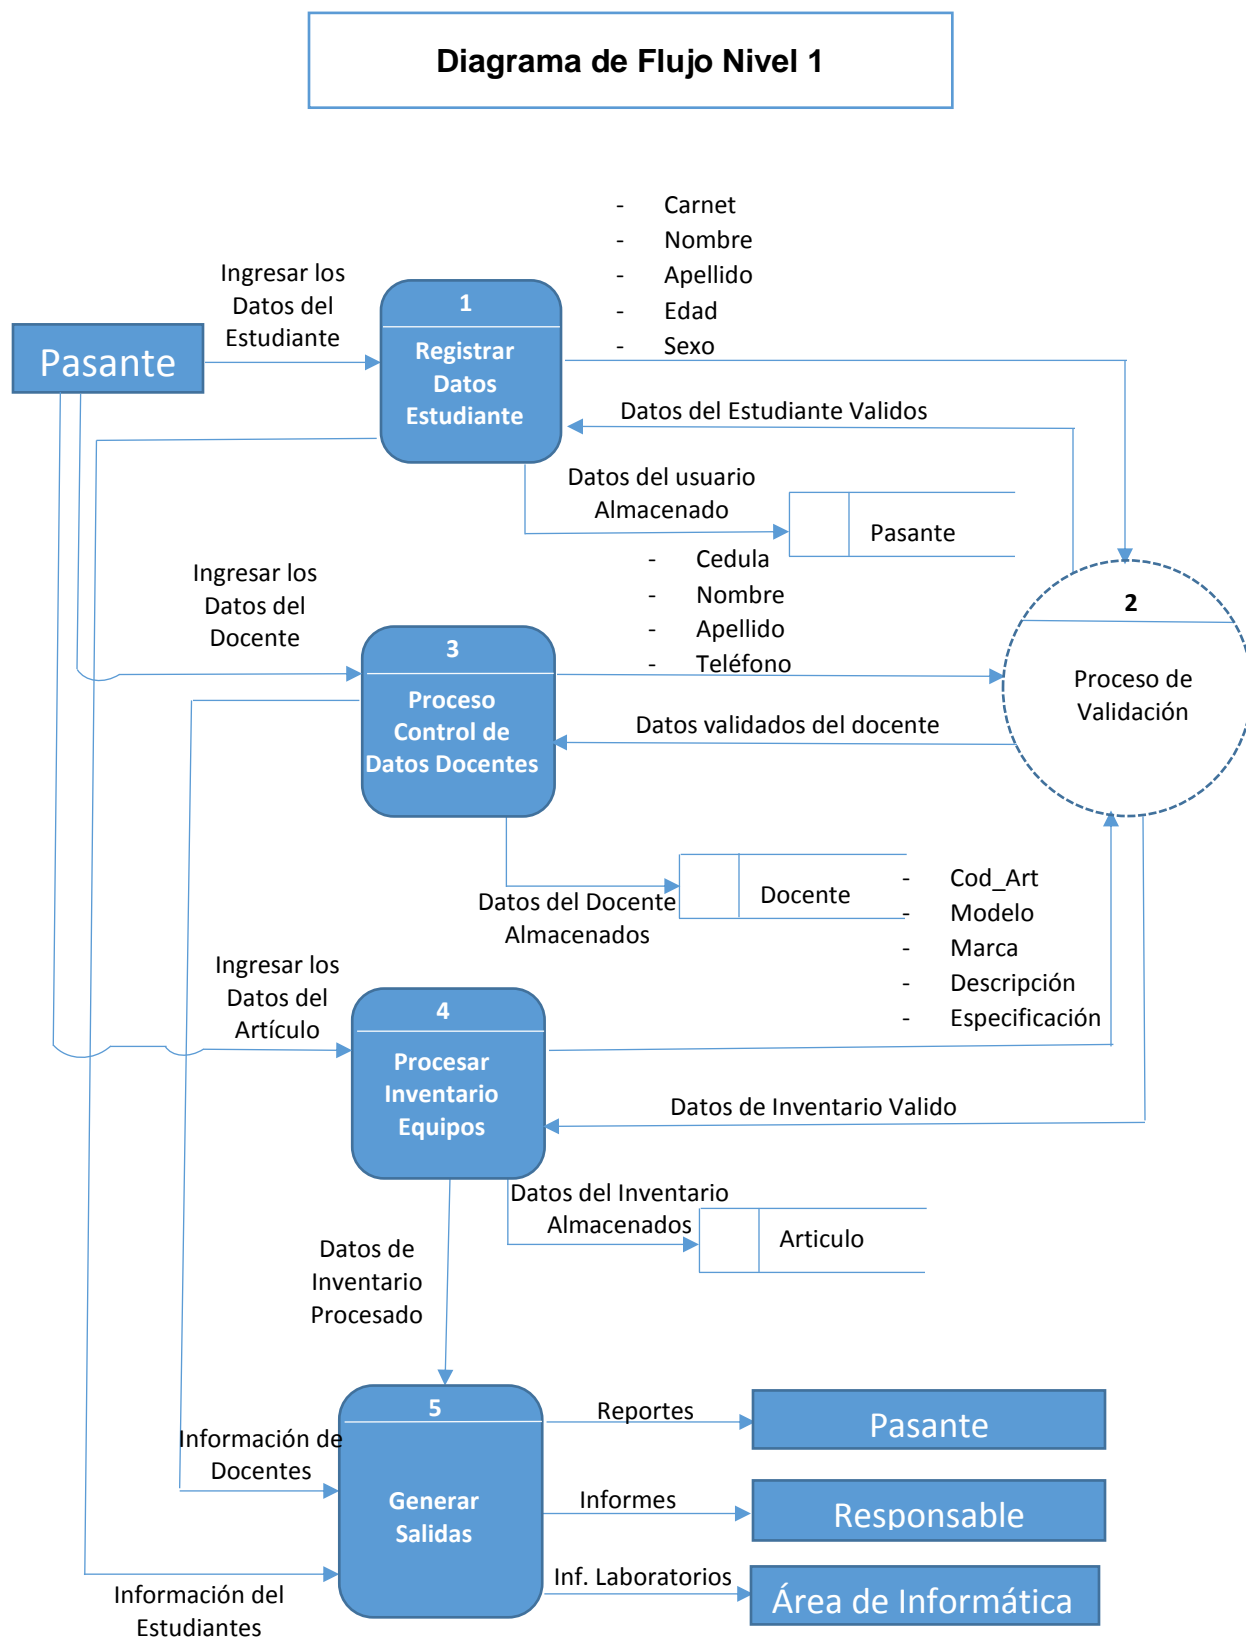 Diagrama de Flujo Nivel 1
- Carnet
- Nombre
- Apellido
- Edad
- Sexo
Ingresar los
Datos del
Estudiante
Pasante
1
Registrar
Datos
Estudiante
Datos del Estudiante Validos
Datos del usuario
Almacenado
Pasante
- Cedula
- Nombre
- Apellido
- Teléfono
Ingresar los
Datos del
Docente
2
Proceso de
Validación
3
Proceso
Control de
Datos Docentes
Datos validados del docente
Datos del Docente
Almacenados
Docente
- Cod_Art
- Modelo
- Marca
- Descripción
- Especificación
Ingresar los
Datos del
Artículo
4
Procesar
Inventario
Equipos
Datos de Inventario Valido
Datos del Inventario
Almacenados
Articulo
Datos de
Inventario
Procesado
5
Generar
Salidas
Información de
Docentes
Información del
Estudiantes
Reportes
Pasante
Informes
Responsable
Inf. Laboratorios
Área de Informática